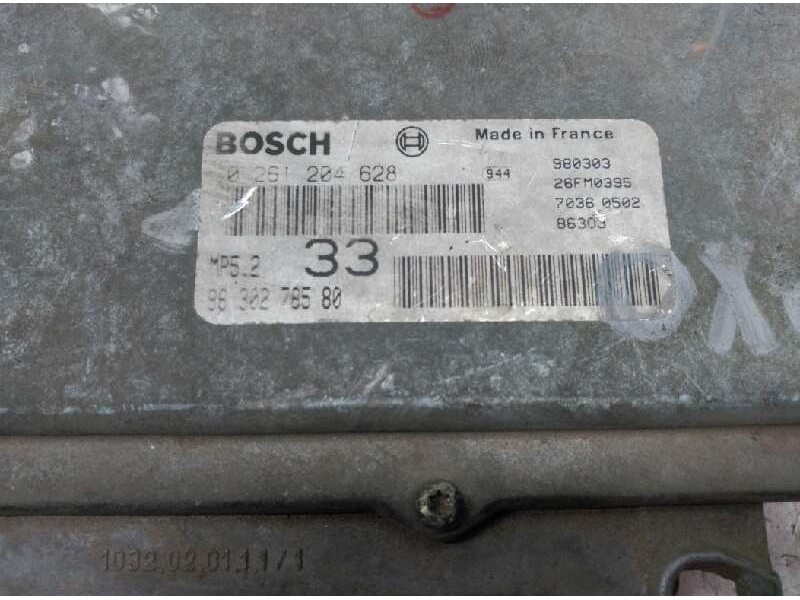 BOSCH
Made in France
0 261 204 628
944
980303
26FM0395
7036 0502
86303
MP5.2
33
96 302 785 80
1032.02.01.1.1/1